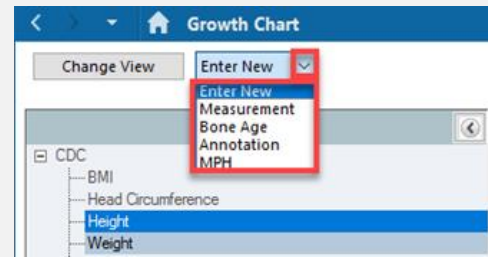 Growth Chart
Change View
Enter New
Enter New
Measurement
Bone Age
Annotation
MPH
CDC
BMI
Head Circumference
Height
Weight